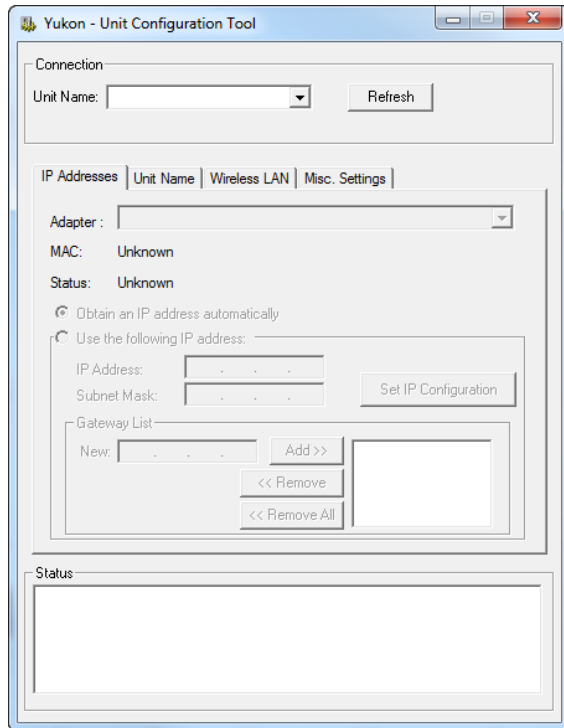 Yukon - Unit Configuration Tool
Connection
Unit Name:
Refresh
IP Addresses
Unit Name
Wireless LAN
Misc. Settings
Adapter :
MAC: Unknown
Status: Unknown
Obtain an IP address automatically
Use the following IP address:
IP Address: . . .
Subnet Mask: . . .
Set IP Configuration
Gateway List
New: . . .
Add >>
<< Remove
<< Remove All
Status